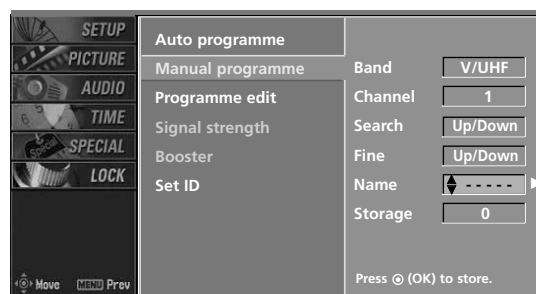 SETUP
PICTURE
AUDIO
TIME
SPECIAL
LOCK
Move MENU Prev
Auto programme
Manual programme
Programme edit
Signal strength
Booster
Set ID
Band V/UHF
Channel 1
Search Up/Down
Fine Up/Down
Name - - - - -
Storage 0
Press ⊙ (OK) to store.